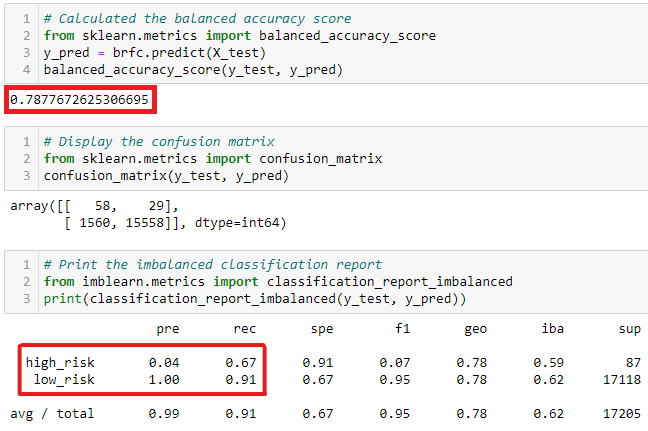 1 # Calculated the balanced accuracy score
2 from sklearn.metrics import balanced_accuracy_score
3 y_pred = brfc.predict(X_test)
4 balanced_accuracy_score(y_test, y_pred)
0.7877672625306695
1 # Display the confusion matrix
2 from sklearn.metrics import confusion_matrix
3 confusion_matrix(y_test, y_pred)
array([[   58,    29],
       [ 1560, 15558]], dtype=int64)
1 # Print the imbalanced classification report
2 from imblearn.metrics import classification_report_imbalanced
3 print(classification_report_imbalanced(y_test, y_pred))
pre rec spe f1 geo iba sup
high_risk 0.04 0.67 0.91 0.07 0.78 0.59 87
low_risk 1.00 0.91 0.67 0.95 0.78 0.62 17118
avg / total 0.99 0.91 0.67 0.95 0.78 0.62 17205